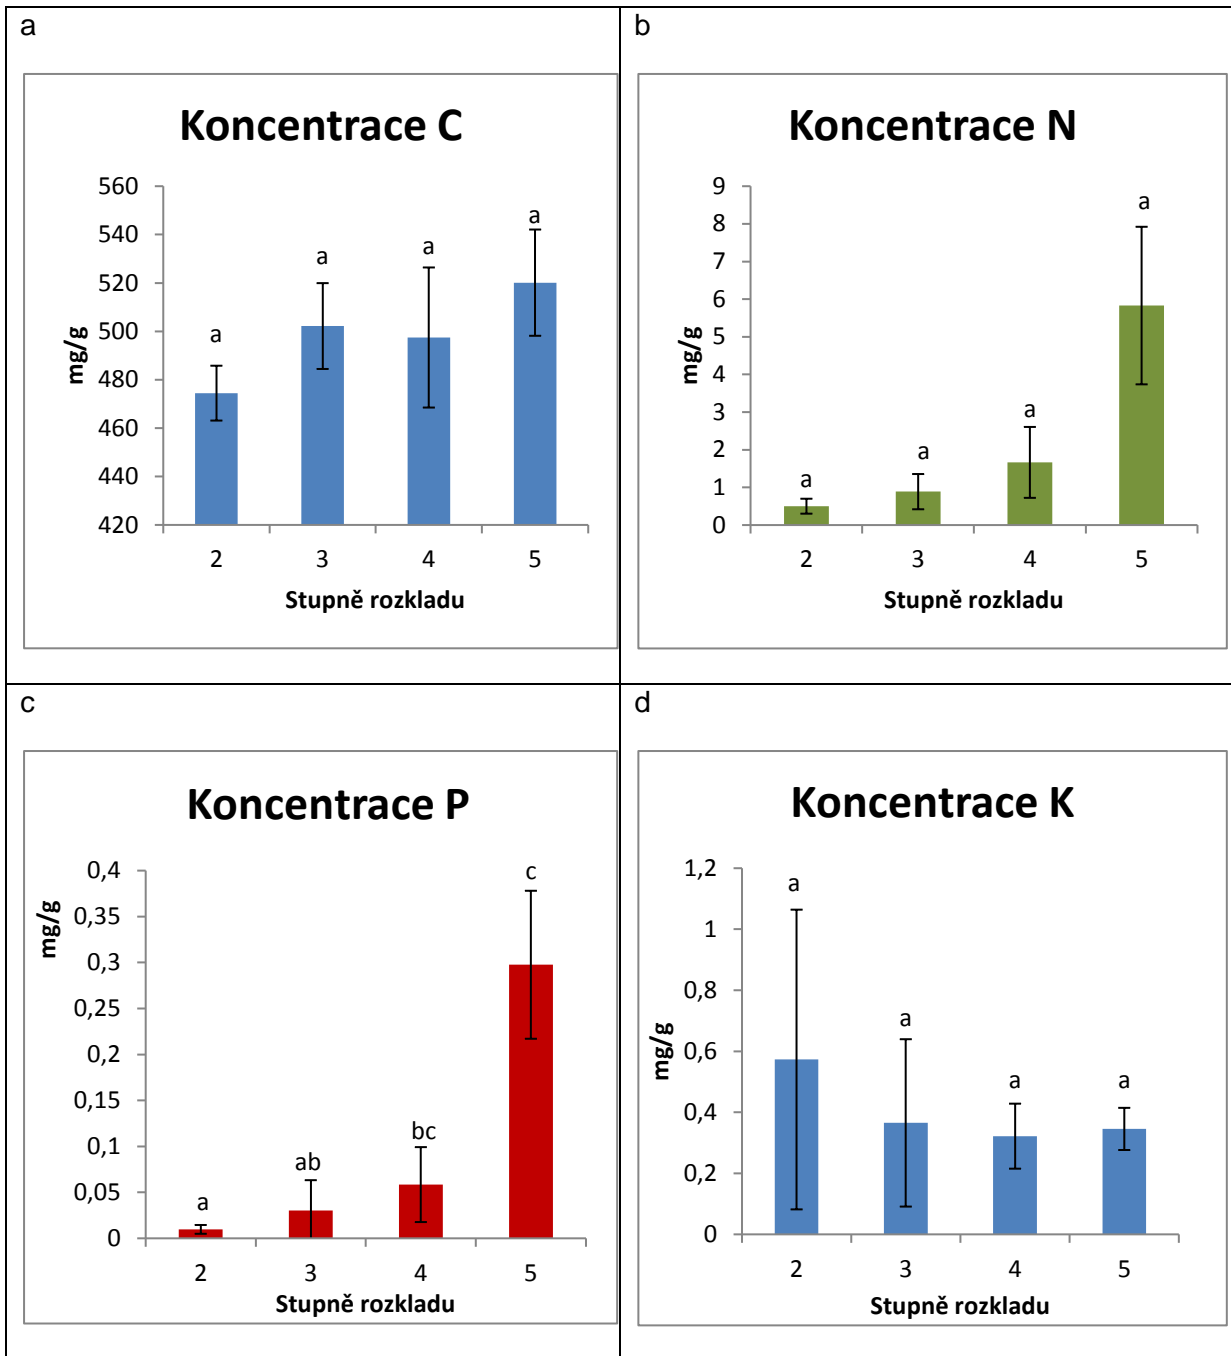 a
Koncentrace C
560
540
520
500
480
460
440
420
mg/g
a
a
a
a
2 3 4 5
Stupně rozkladu
b
Koncentrace N
9
8
7
6
5
4
3
2
1
0
mg/g
a
a
a
a
2 3 4 5
Stupně rozkladu
c
Koncentrace P
0,4
0,35
0,3
0,25
0,2
0,15
0,1
0,05
0
mg/g
a
ab
bc
c
2 3 4 5
Stupně rozkladu
d
Koncentrace K
1,2
1
0,8
0,6
0,4
0,2
0
mg/g
a
a
a
a
2 3 4 5
Stupně rozkladu